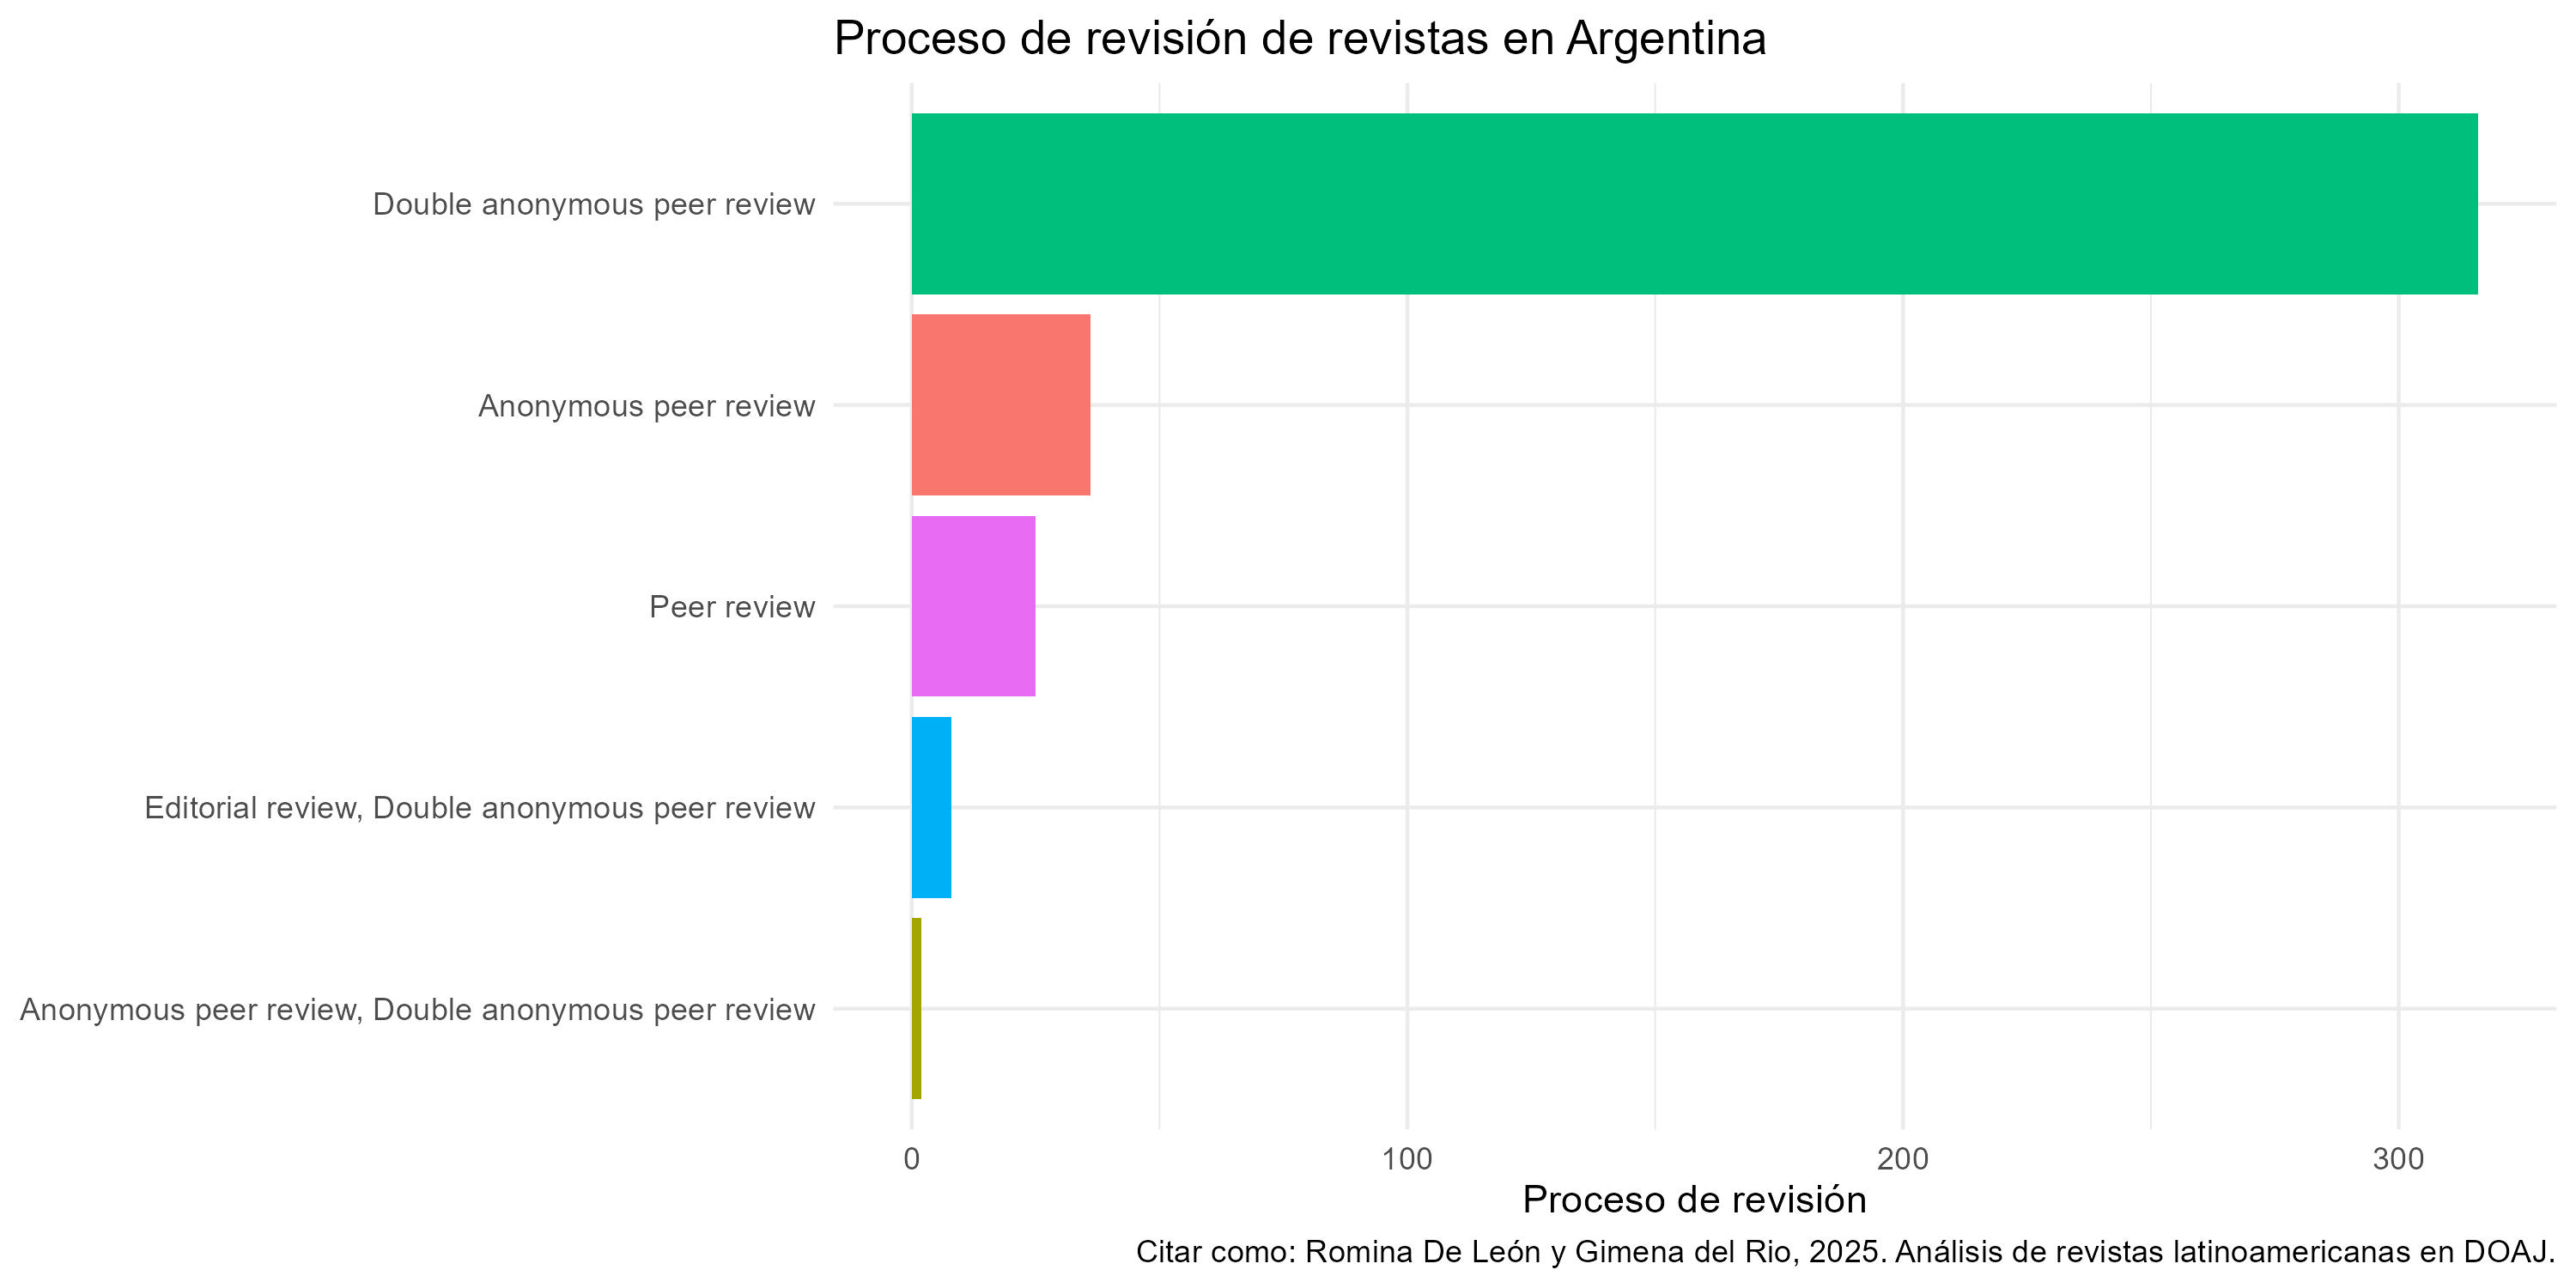 Proceso de revisión de revistas en Argentina
Double anonymous peer review
Anonymous peer review
Peer review
Editorial review, Double anonymous peer review
Anonymous peer review, Double anonymous peer review
0 100 200 300
Proceso de revisión
Citar como: Romina De León y Gimena del Rio, 2025. Análisis de revistas latinoamericanas en DOAJ.